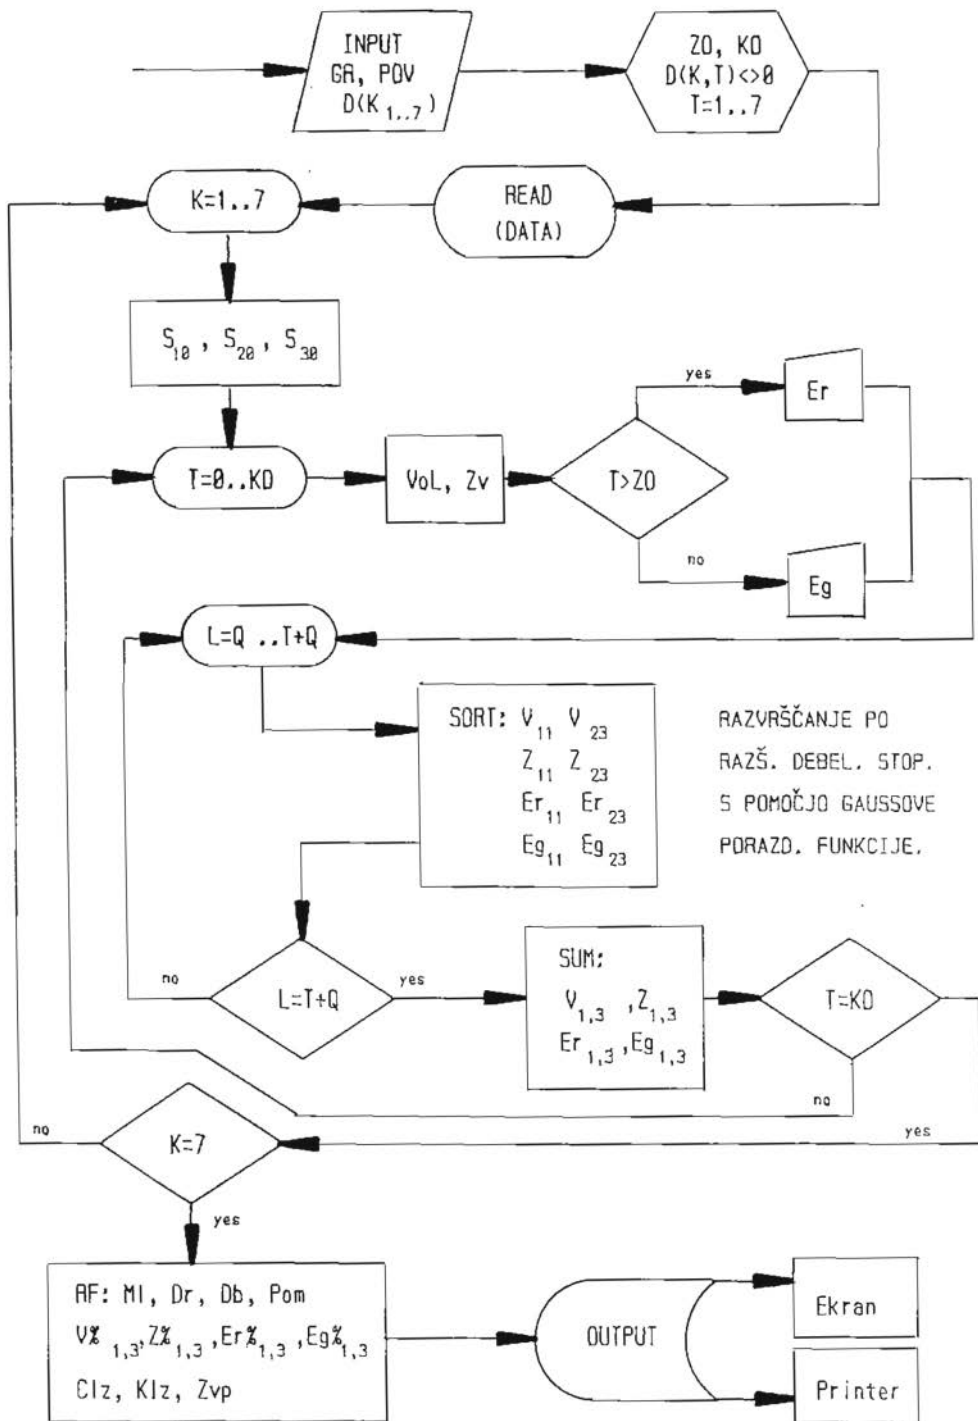 INPUT
GA, POV
D(K₁..₇)
ZO, KO
D(K,T)<>0
T=1..7
K=1..7
READ
(DATA)
S₁₀, S₂₀, S₃₀
yes
Er
T=0..KO
VoL, Zv
T>ZO
no
Eg
L=Q ..T+Q
SORT: V₁₁ V₂₃
Z₁₁ Z₂₃
Er₁₁ Er₂₃
Eg₁₁ Eg₂₃
RAZVRŠČANJE PO
RAZŠ. DEBEL. STOP.
S POMOČJO GAUSSOVE
PORAZD. FUNKCIJE.
no
L=T+Q
yes
SUM:
V₁,₃ ,Z₁,₃
Er₁,₃,Eg₁,₃
T=KO
no
yes
no
K=7
yes
AF: Ml, Dr, Db, Pom
V%₁,₃,Z%₁,₃,Er%₁,₃,Eg%₁,₃
Clz, Klz, Zvp
OUTPUT
Ekran
Printer